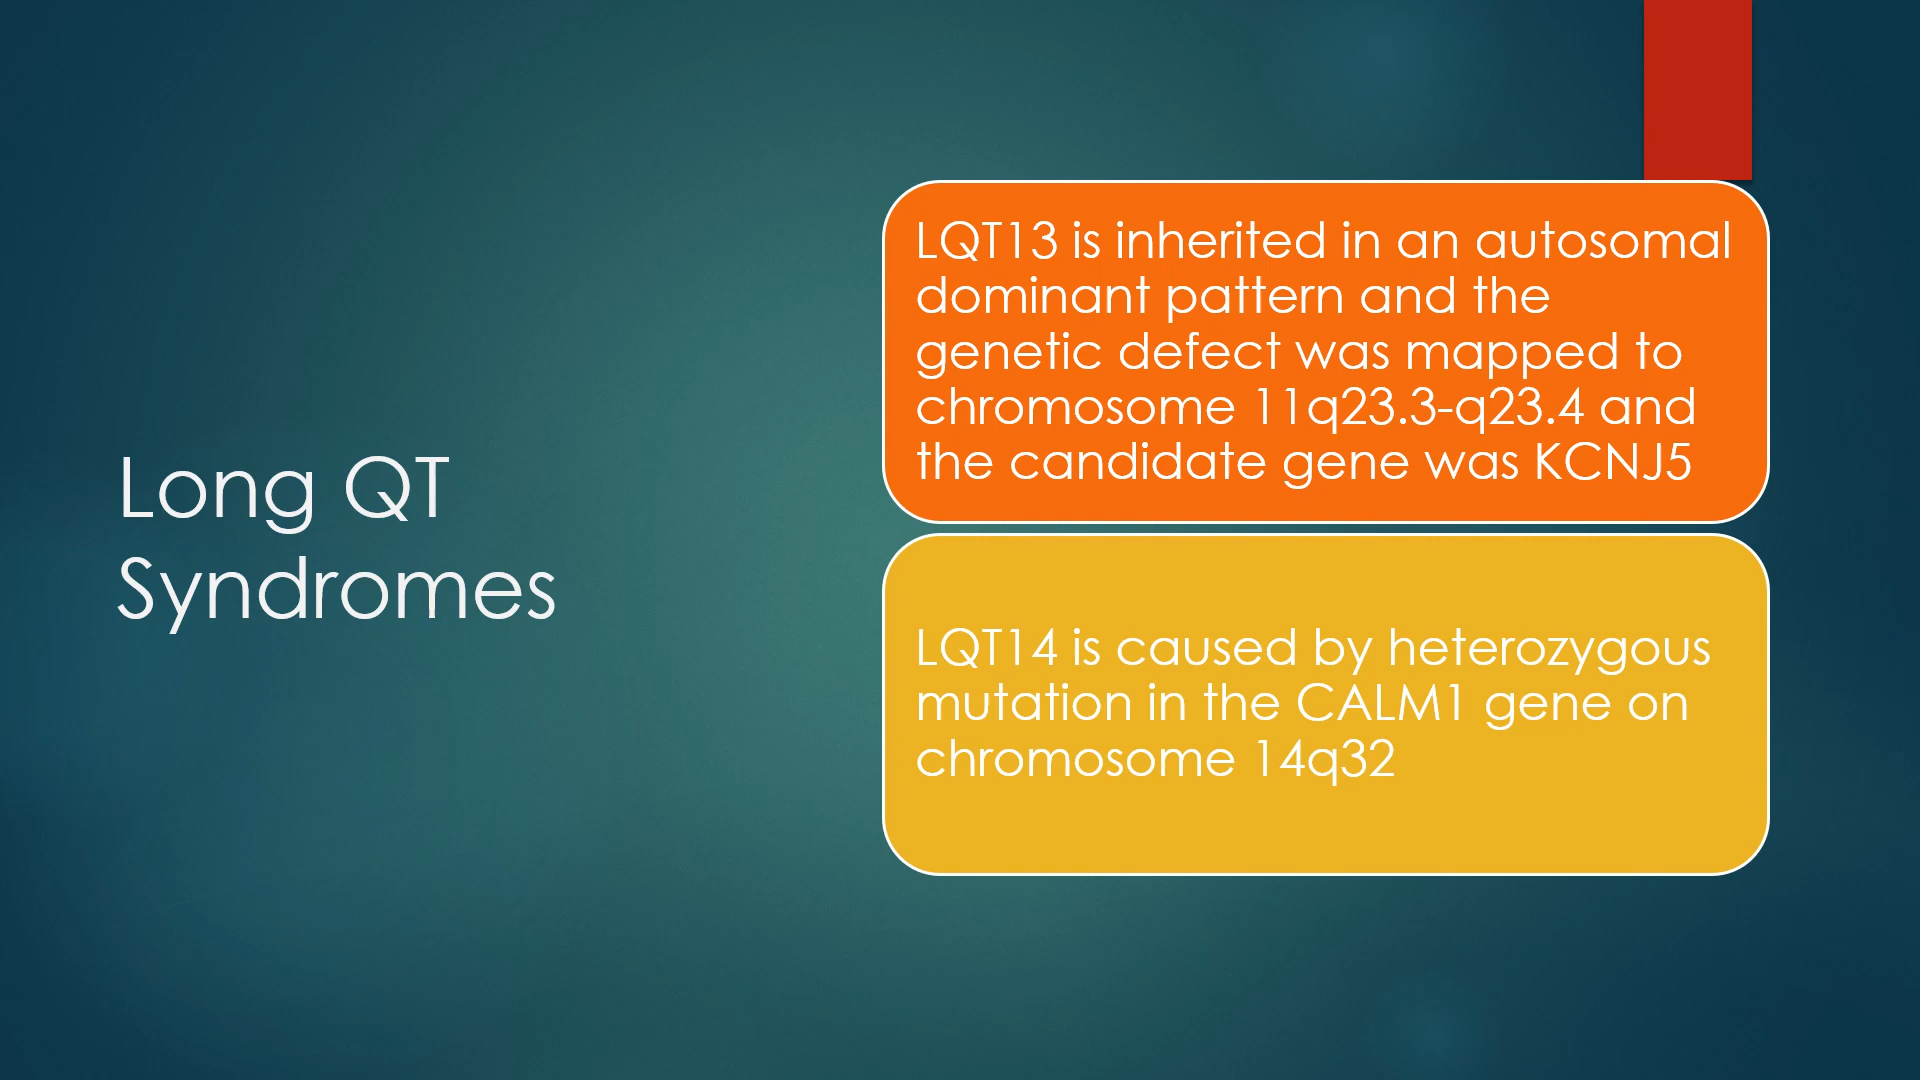 Long QT
Syndromes
LQT13 is inherited in an autosomal
dominant pattern and the
genetic defect was mapped to
chromosome 11q23.3-q23.4 and
the candidate gene was KCNJ5
LQT14 is caused by heterozygous
mutation in the CALM1 gene on
chromosome 14q32